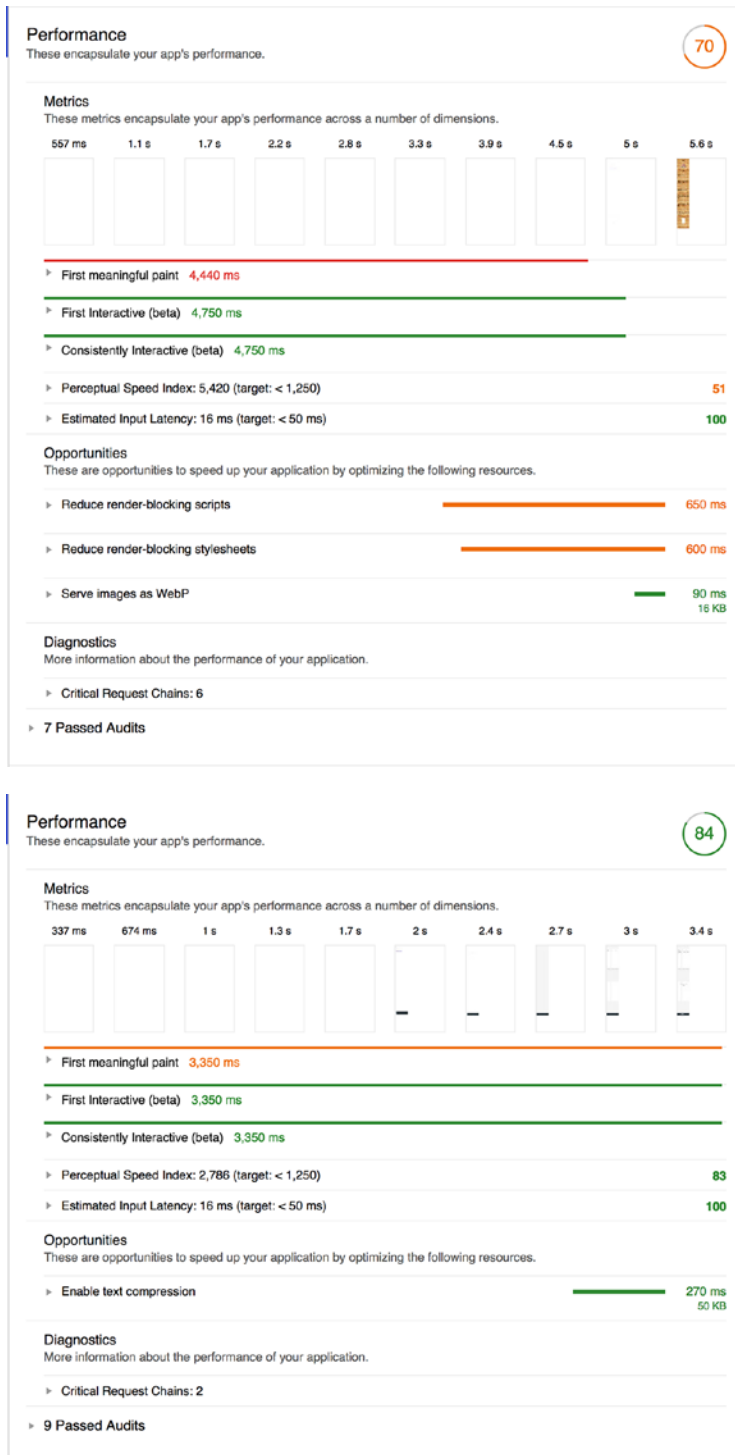 Performance
70
These encapsulate your app's performance.
Metrics
These metrics encapsulate your app's performance across a number of dimensions.
557 ms 1.1 s 1.7 s 2.2 s 2.8 s 3.3 s 3.9 s 4.5 s 5 s 5.6 s
First meaningful paint 4,440 ms
First Interactive (beta) 4,750 ms
Consistently Interactive (beta) 4,750 ms
Perceptual Speed Index: 5,420 (target: < 1,250) 51
Estimated Input Latency: 16 ms (target: < 50 ms) 100
Opportunities
These are opportunities to speed up your application by optimizing the following resources.
Reduce render-blocking scripts 650 ms
Reduce render-blocking stylesheets 600 ms
Serve images as WebP 90 ms
16 KB
Diagnostics
More information about the performance of your application.
Critical Request Chains: 6
7 Passed Audits
Performance
84
These encapsulate your app's performance.
Metrics
These metrics encapsulate your app's performance across a number of dimensions.
337 ms 674 ms 1 s 1.3 s 1.7 s 2 s 2.4 s 2.7 s 3 s 3.4 s
First meaningful paint 3,350 ms
First Interactive (beta) 3,350 ms
Consistently Interactive (beta) 3,350 ms
Perceptual Speed Index: 2,786 (target: < 1,250) 83
Estimated Input Latency: 16 ms (target: < 50 ms) 100
Opportunities
These are opportunities to speed up your application by optimizing the following resources.
Enable text compression 270 ms
50 KB
Diagnostics
More information about the performance of your application.
Critical Request Chains: 2
9 Passed Audits